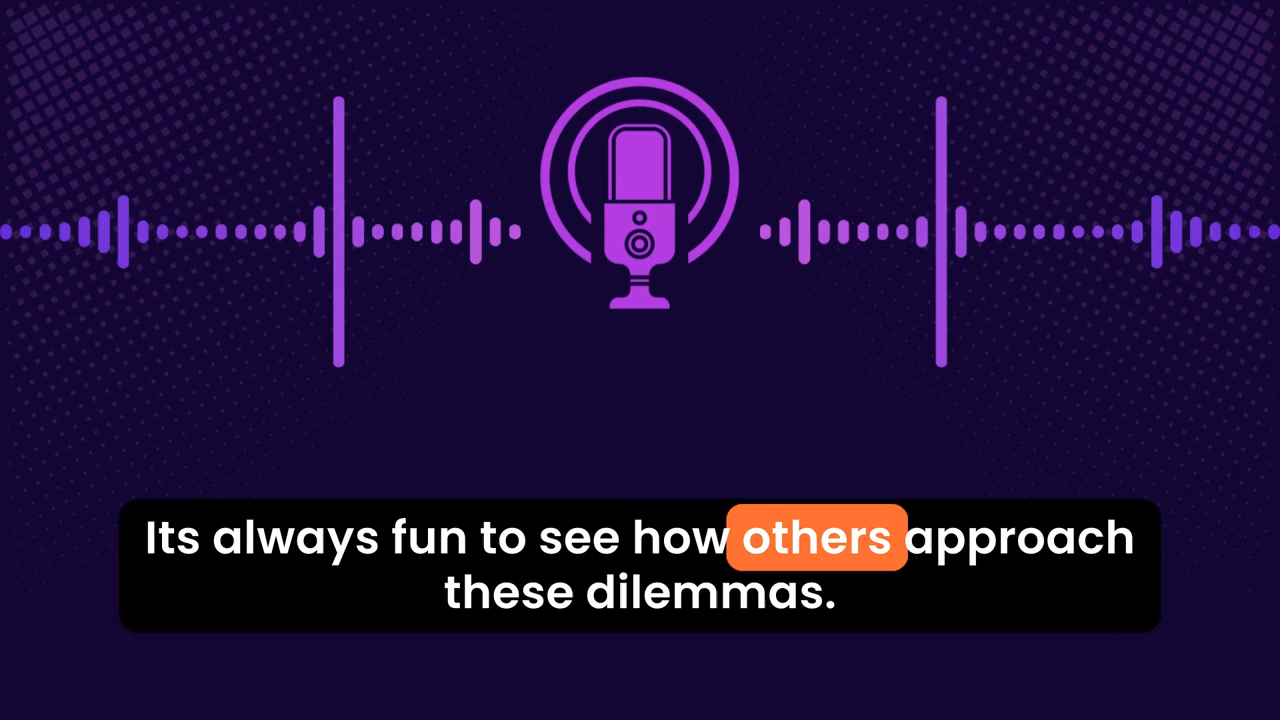 Its always fun to see how others approach
these dilemmas.